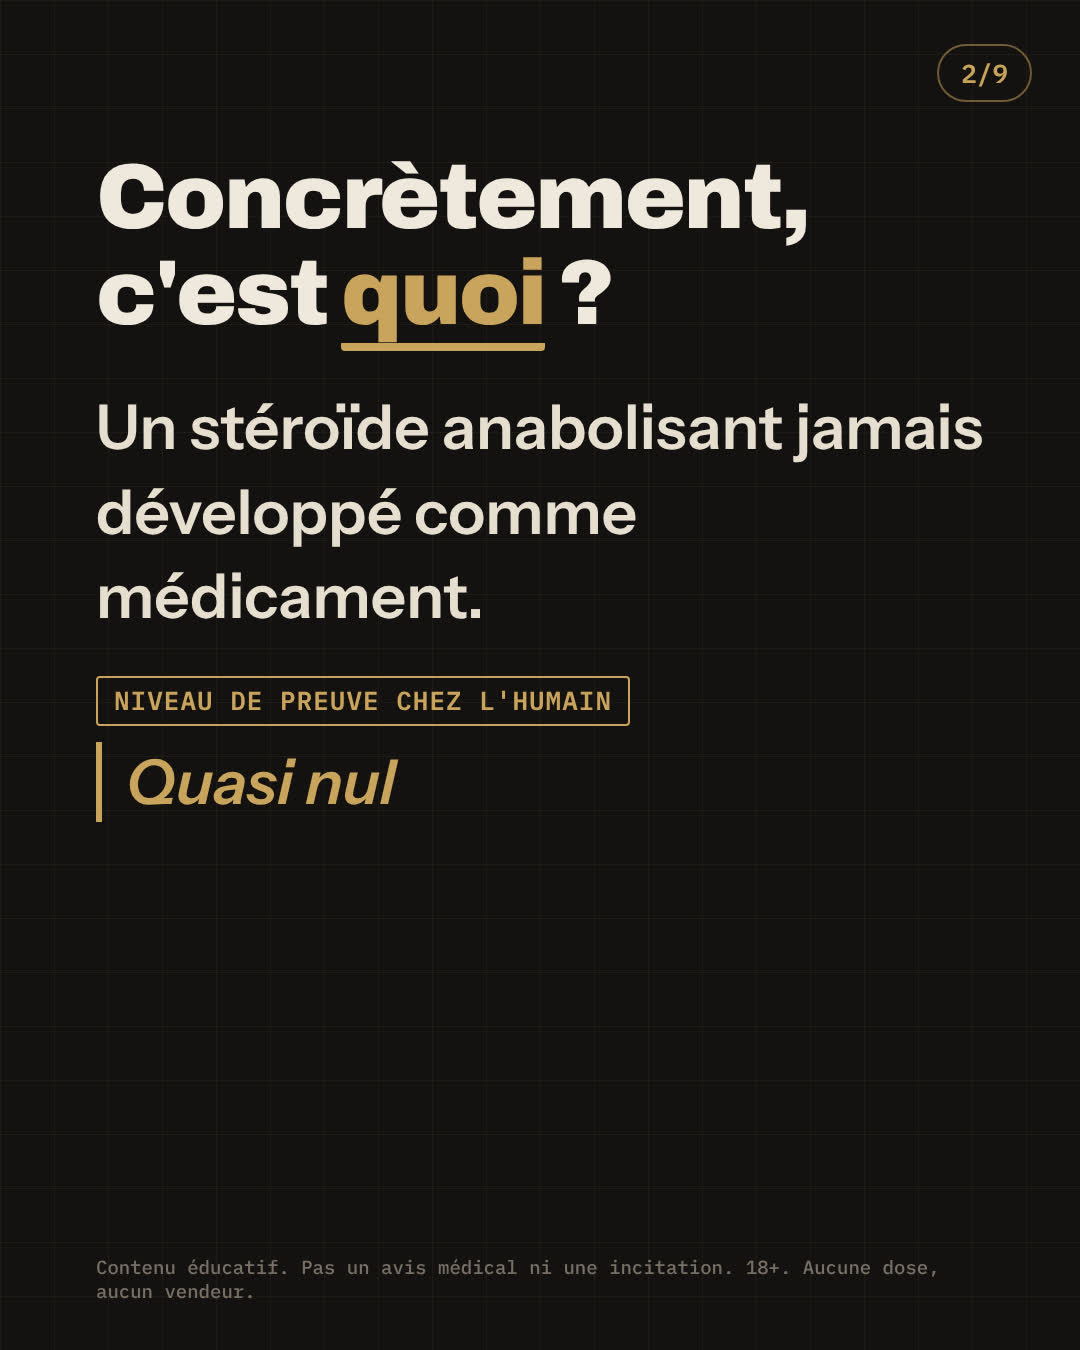 2/9
Concrètement,
c'est quoi ?
Un stéroïde anabolisant jamais
développé comme
médicament.
NIVEAU DE PREUVE CHEZ L'HUMAIN
Quasi nul
Contenu éducatif. Pas un avis médical ni une incitation. 18+. Aucune dose,
aucun vendeur.